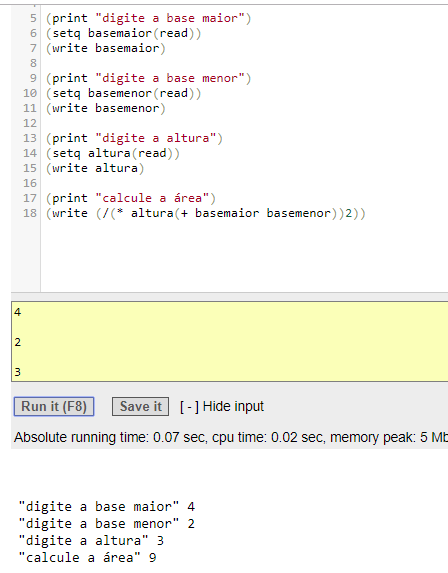 5 (print "digite a base maior")
6 (setq basemaior(read))
7 (write basemaior)
8
9 (print "digite a base menor")
10 (setq basemenor(read))
11 (write basemenor)
12
13 (print "digite a altura")
14 (setq altura(read))
15 (write altura)
16
17 (print "calcule a área")
18 (write (/(* altura(+ basemaior basemenor))2))
4
2
3
Run it (F8) Save it [ - ] Hide input
Absolute running time: 0.07 sec, cpu time: 0.02 sec, memory peak: 5
"digite a base maior" 4
"digite a base menor" 2
"digite a altura" 3
"calcule a área" 9